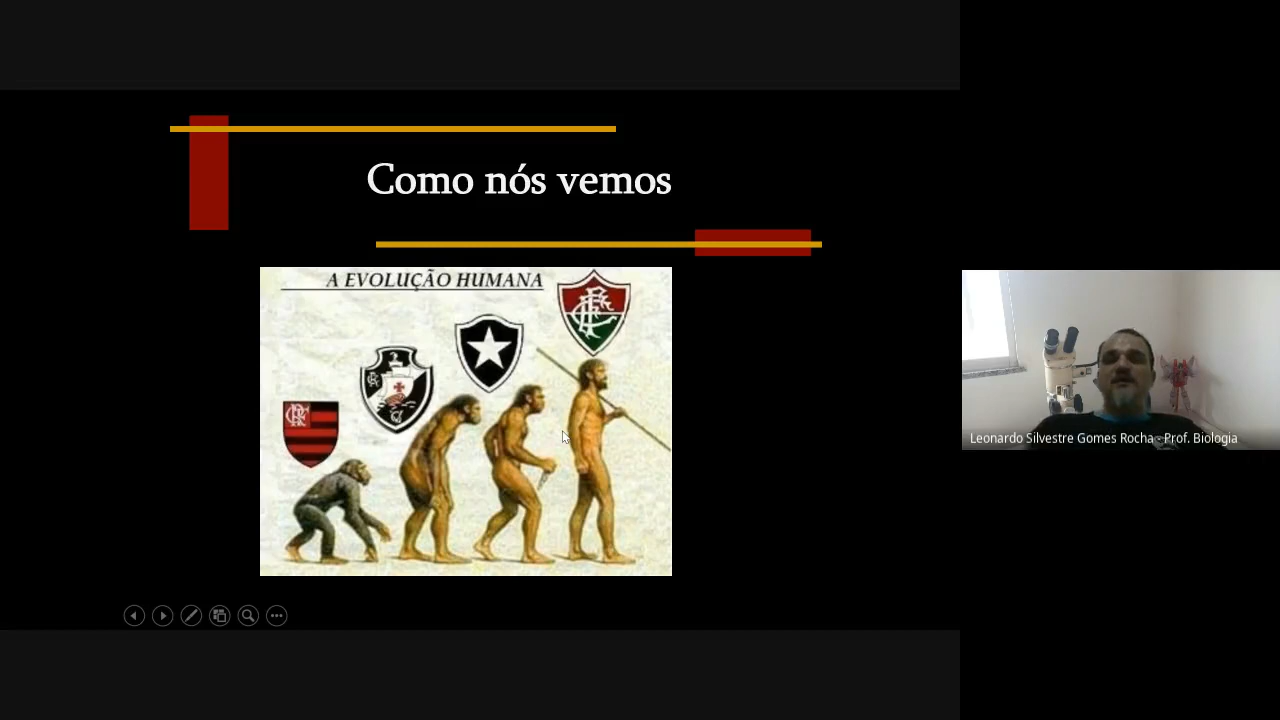 Como nós vemos
A EVOLUÇÃO HUMANA
Leonardo Silvestre Gomes Rocha - Prof. Biologia